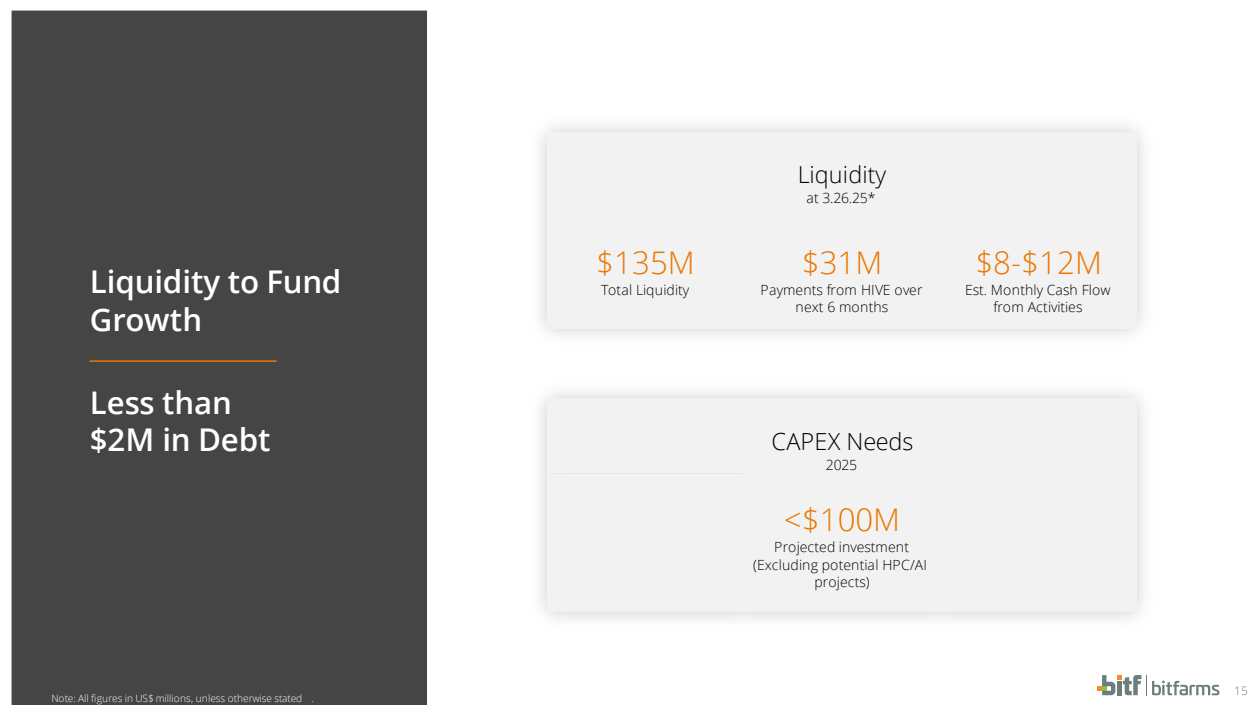 Liquidity to Fund
Growth
Less than
$2M in Debt
Note: All figures in US$ millions, unless otherwise stated .
Liquidity
at 3.26.25*
$135M
Total Liquidity
$31M
Payments from HIVE over
next 6 months
$8-$12M
Est. Monthly Cash Flow
from Activities
CAPEX Needs
2025
<$100M
Projected investment
(Excluding potential HPC/AI
projects)
bitf bitfarms
15